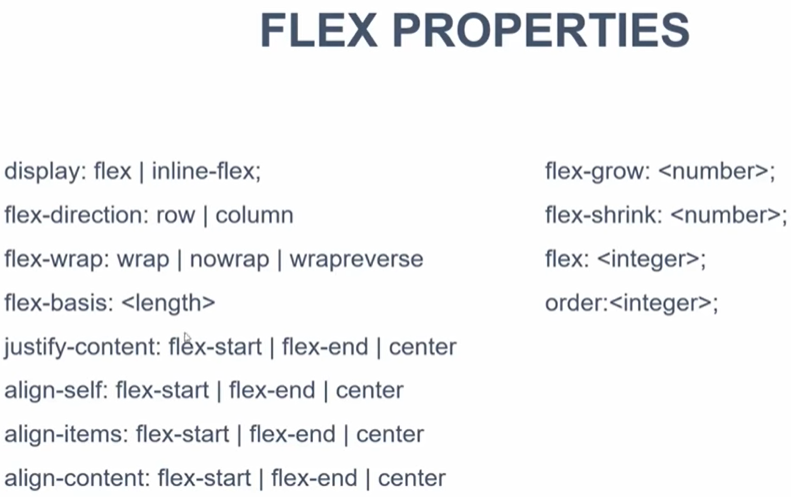 FLEX PROPERTIES
display: flex | inline-flex;
flex-direction: row | column
flex-wrap: wrap | nowrap | wrapreverse
flex-basis: <length>
justify-content: flex-start | flex-end | center
align-self: flex-start | flex-end | center
align-items: flex-start | flex-end | center
align-content: flex-start | flex-end | center
flex-grow: <number>;
flex-shrink: <number>;
flex: <integer>;
order:<integer>;